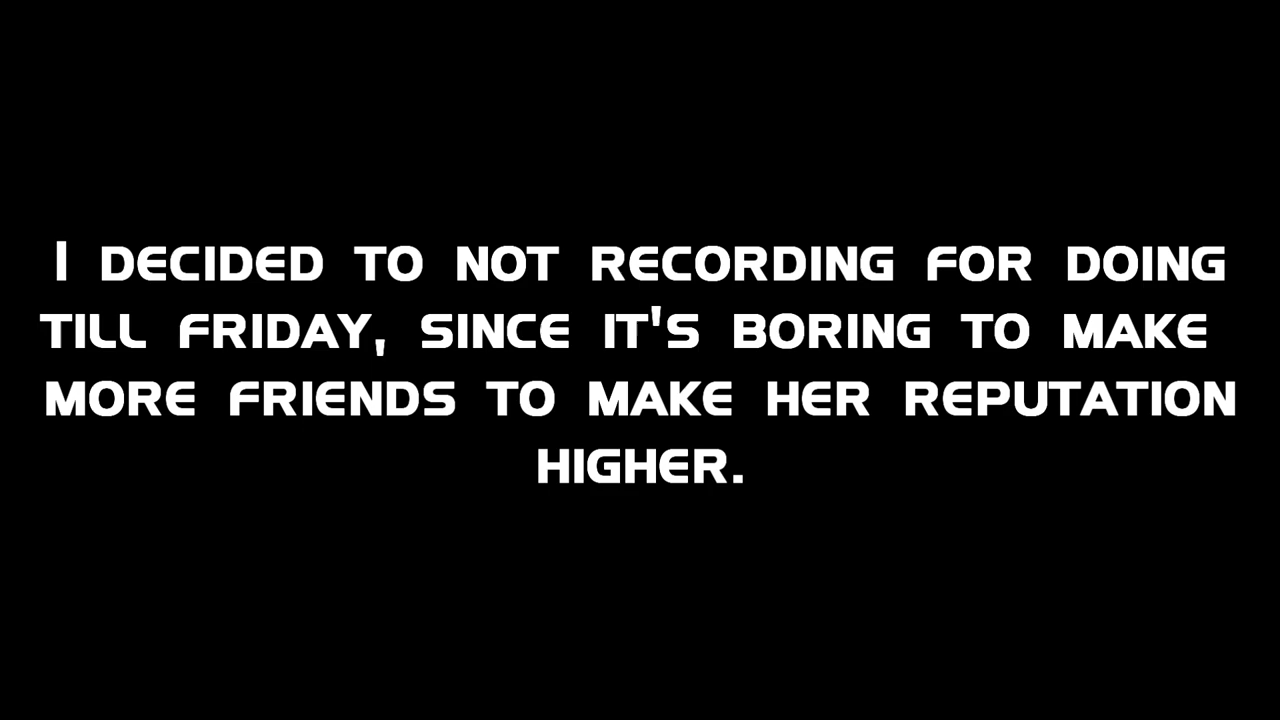 I DECIDED TO NOT RECORDING FOR DOING
TILL FRIDAY, SINCE IT'S BORING TO MAKE
MORE FRIENDS TO MAKE HER REPUTATION
HIGHER.